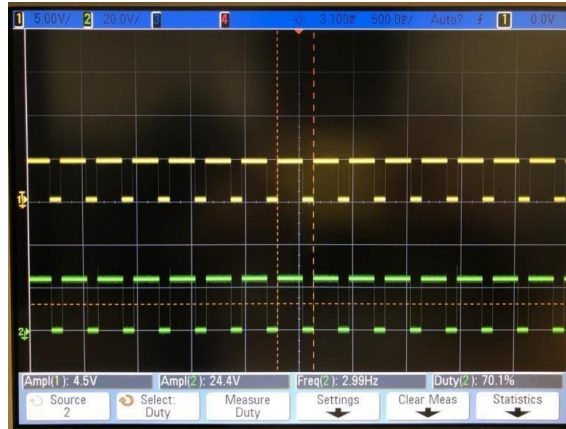 1 5.00V/ 2 20.0V/ 3 4 3.100s 500.0s/ Auto? 1 0.0V
1
2
Ampl(1): 4.5V Ampl(2): 24.4V Freq(2): 2.99Hz Duty(2): 70.1%
Source Select: Measure Settings Clear Meas Statistics
2 Duty Duty